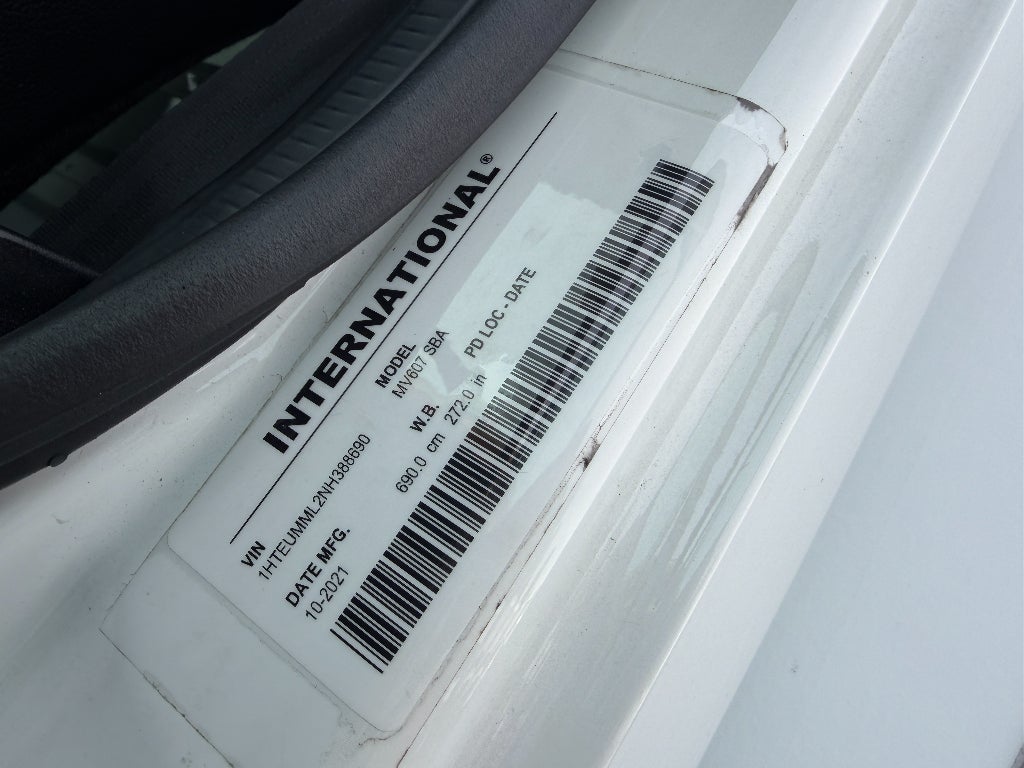 INTERNATIONAL®
VIN MODEL
1HTEUMML2NH388690 MV607 SBA
DATE MFG. W.B. PD LOC - DATE
10-2021 690.0 cm 272.0 in